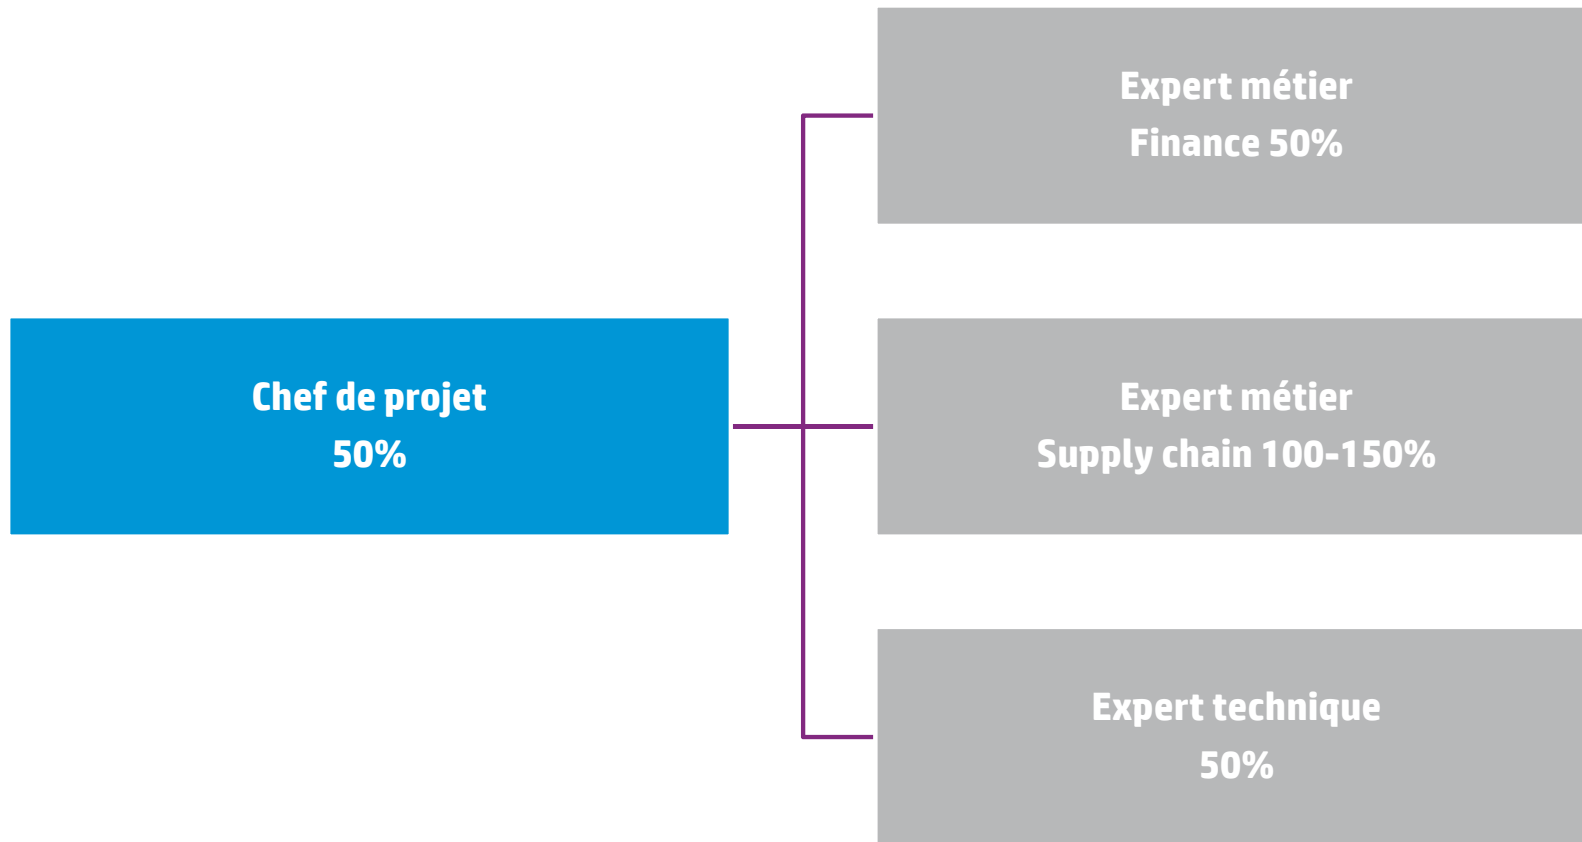 Expert métier
Finance 50%
Chef de projet
50%
Expert métier
Supply chain 100-150%
Expert technique
50%